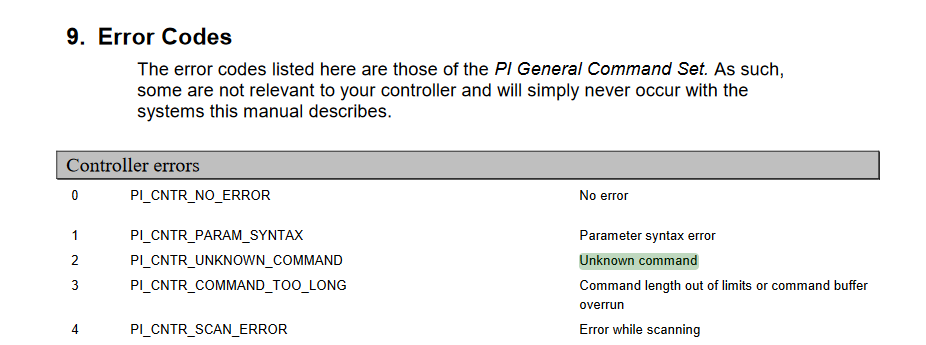 9. Error Codes
The error codes listed here are those of the PI General Command Set. As such,
some are not relevant to your controller and will simply never occur with the
systems this manual describes.
Controller errors
0 PI_CNTR_NO_ERROR No error
1 PI_CNTR_PARAM_SYNTAX Parameter syntax error
2 PI_CNTR_UNKNOWN_COMMAND Unknown command
3 PI_CNTR_COMMAND_TOO_LONG Command length out of limits or command buffer
overrun
4 PI_CNTR_SCAN_ERROR Error while scanning